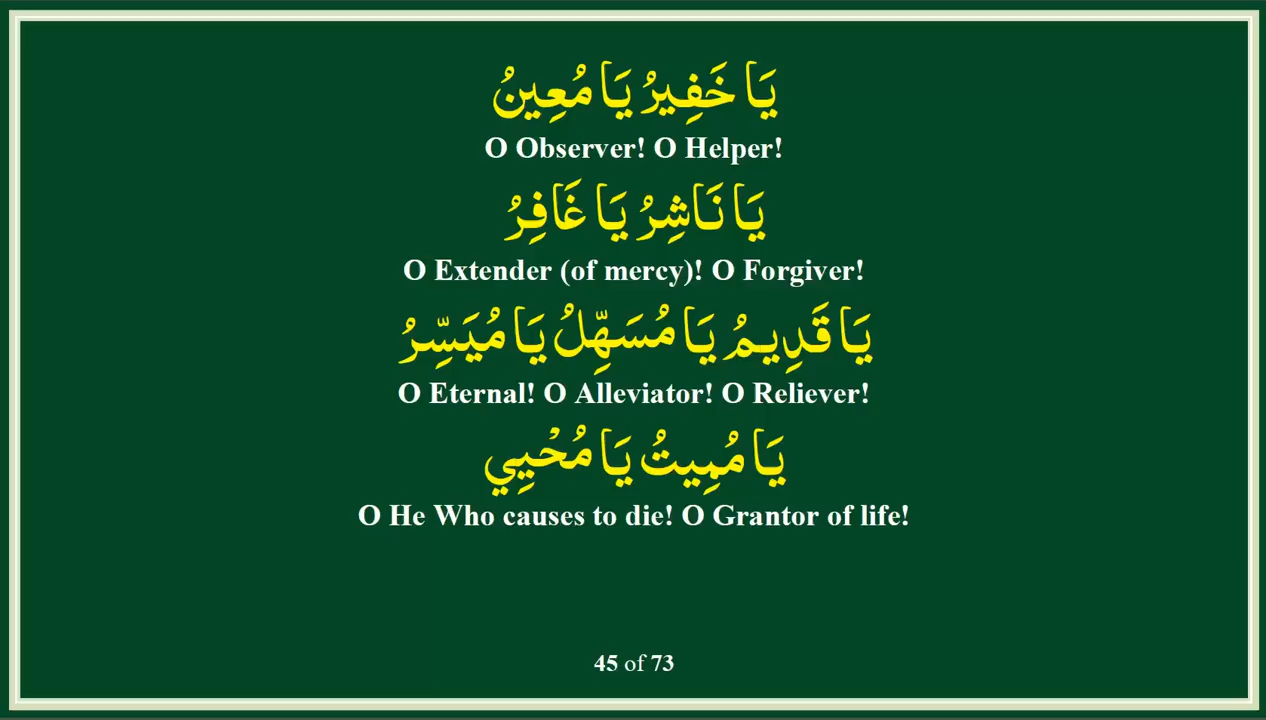 يَا خَفِيرُ يَا مُعِينُ
O Observer! O Helper!
يَا نَاشِرُ يَا غَافِرُ
O Extender (of mercy)! O Forgiver!
يَا قَدِيمُ يَا مُسَهِّلُ يَا مُيَسِّرُ
O Eternal! O Alleviator! O Reliever!
يَا مُمِيتُ يَا مُحْيِي
O He Who causes to die! O Grantor of life!
45 of 73